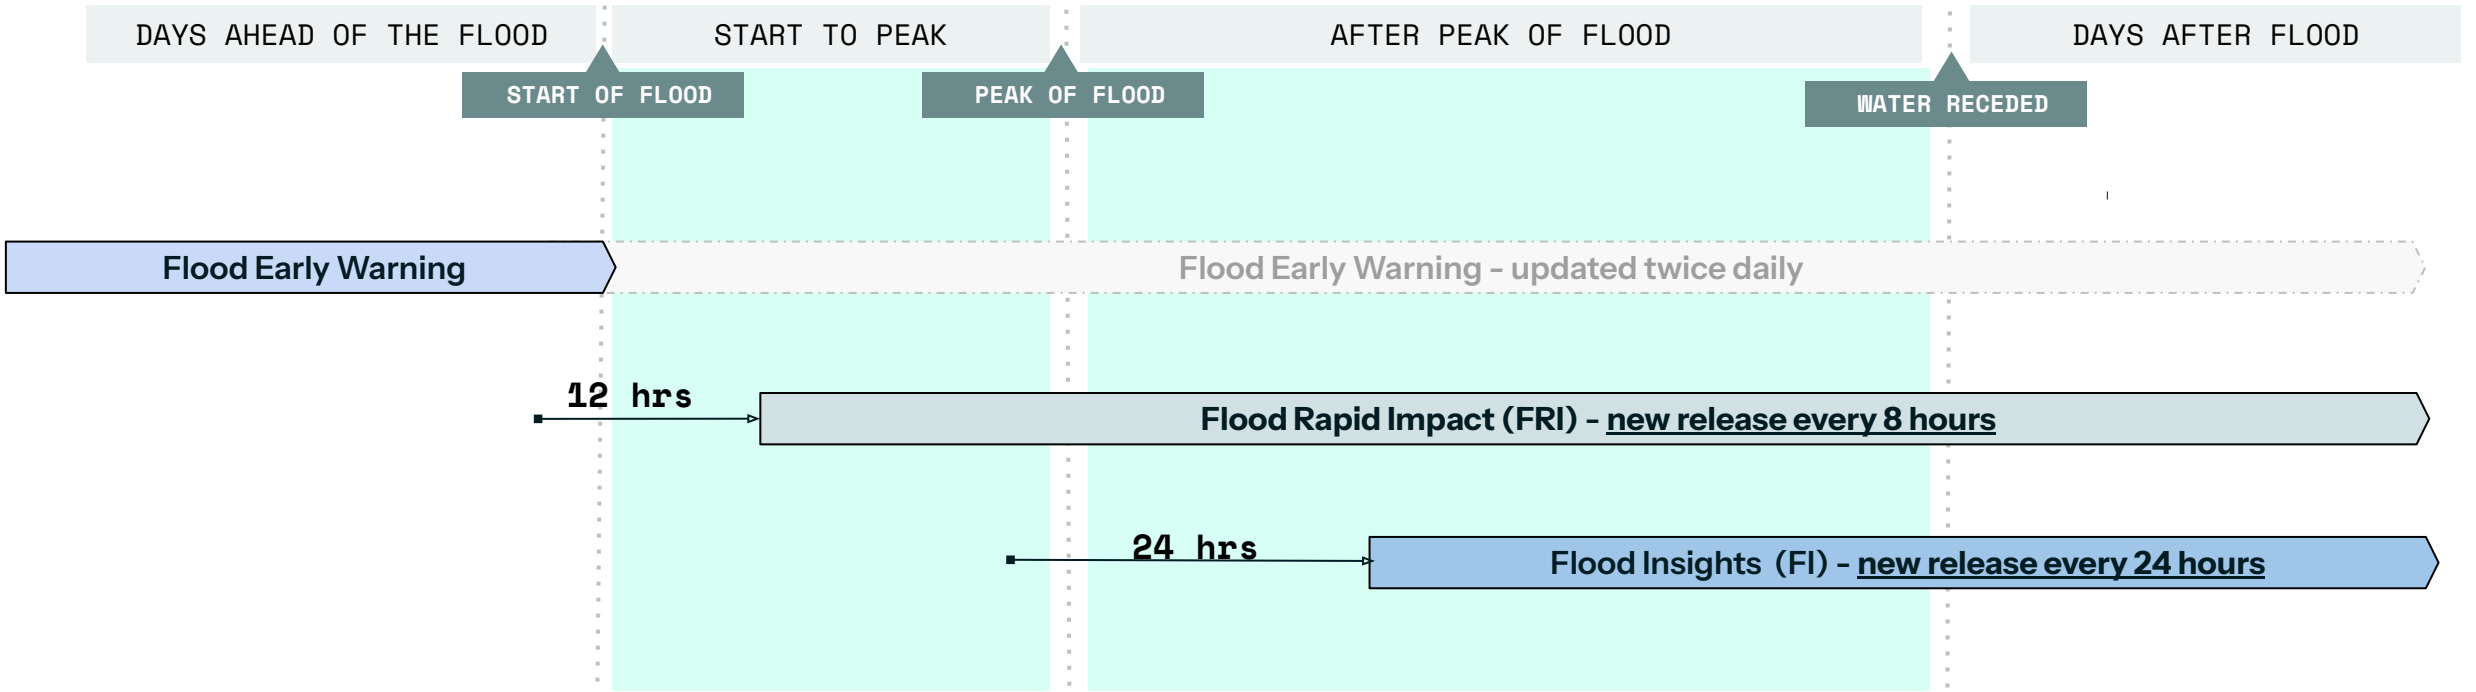 DAYS AHEAD OF THE FLOOD
START TO PEAK
AFTER PEAK OF FLOOD
DAYS AFTER FLOOD
START OF FLOOD
PEAK OF FLOOD
WATER RECEDED
Flood Early Warning
Flood Early Warning - updated twice daily
12 hrs
Flood Rapid Impact (FRI) - new release every 8 hours
24 hrs
Flood Insights (FI) - new release every 24 hours